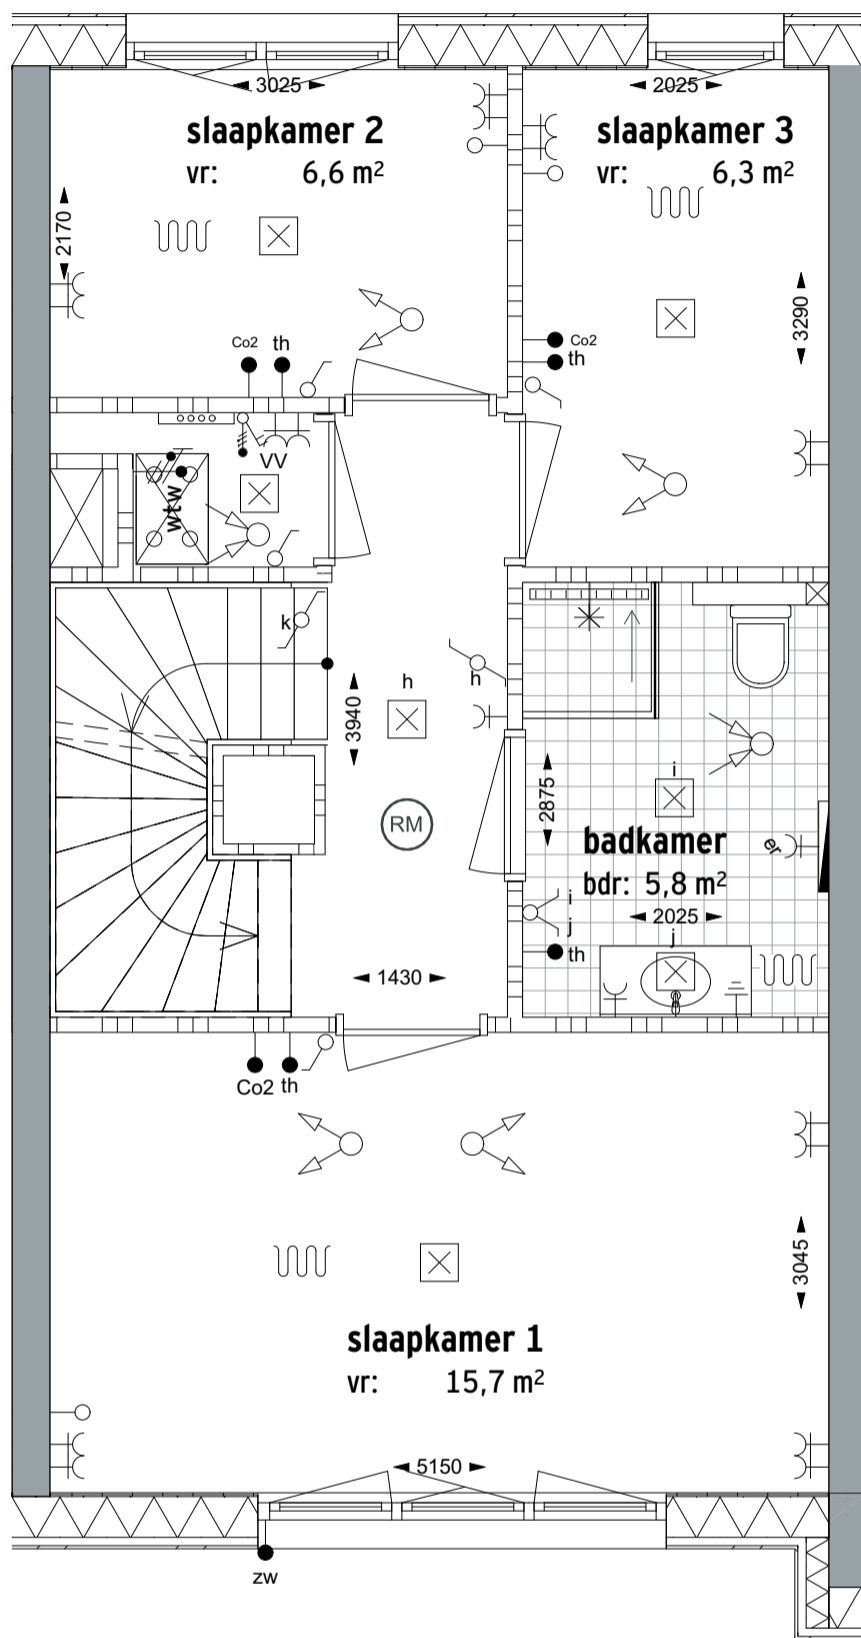 3025
2025
slaapkamer 2
vr: 6,6 m²
slaapkamer 3
vr: 6,3 m²
2170
3290
Co2 th
Co2
th
VV
wtw
k
h
h
3940
i
2875
RM
badkamer
bdr: 5,8 m²
er
i
j
2025
j
th
1430
Co2 th
3045
slaapkamer 1
vr: 15,7 m²
5150
zw